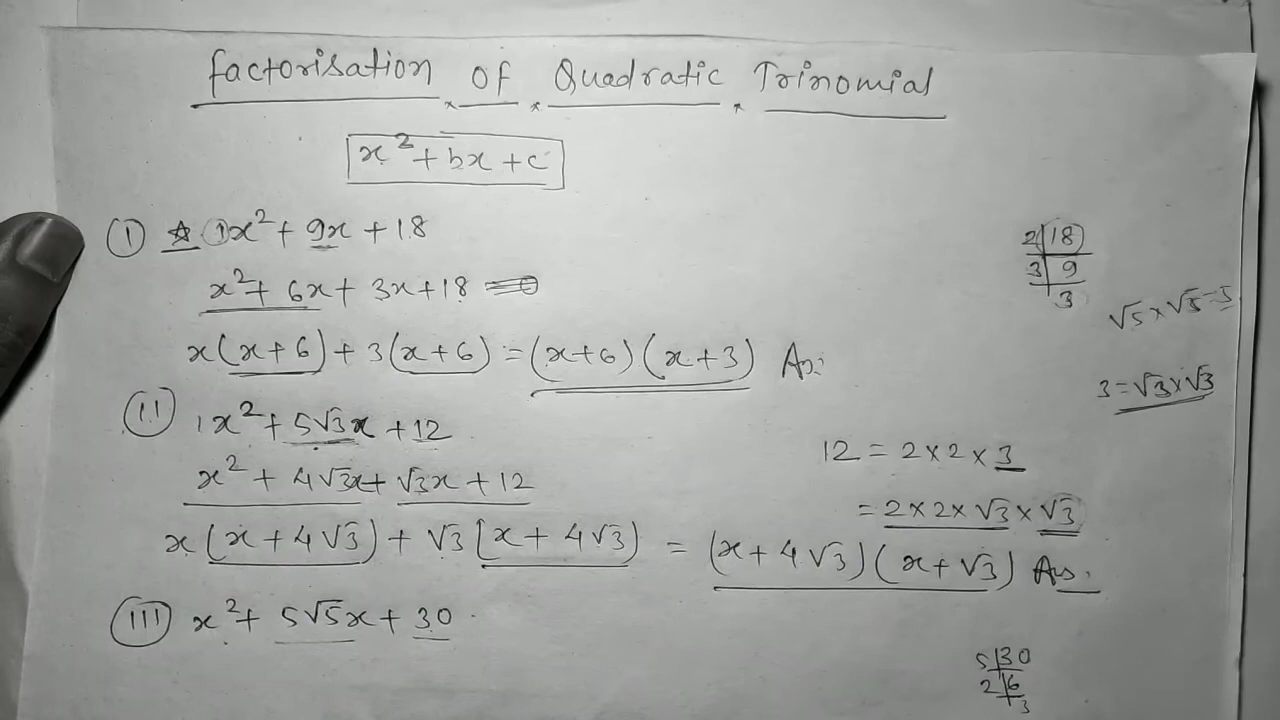 factorisation of Quadratic Trinomial
x² + bx + c
(I) ☆ 1x² + 9x + 18
x² + 6x + 3x + 18 = 0
x(x+6) + 3(x+6) = (x+6)(x+3) An:
(II) 1x² + 5√3x + 12
x² + 4√3x + √3x + 12
x(x + 4√3) + √3[x + 4√3) = (x + 4√3)(x + √3) Ans.
(III) x² + 5√5x + 30
2 | 18
3 | 9
3
√5 × √5 = 5
3 = √3 × √3
12 = 2 × 2 × 3
= 2 × 2 × √3 × √3
5 | 30
2 | 6
3